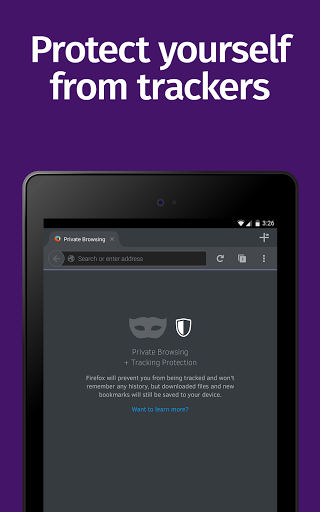 Protect yourself
from trackers
3:26
Private Browsing
Search or enter address
1
Private Browsing
+ Tracking Protection
Firefox will prevent you from being tracked and won't
remember any history, but downloaded files and new
bookmarks will still be saved to your device.
Want to learn more?